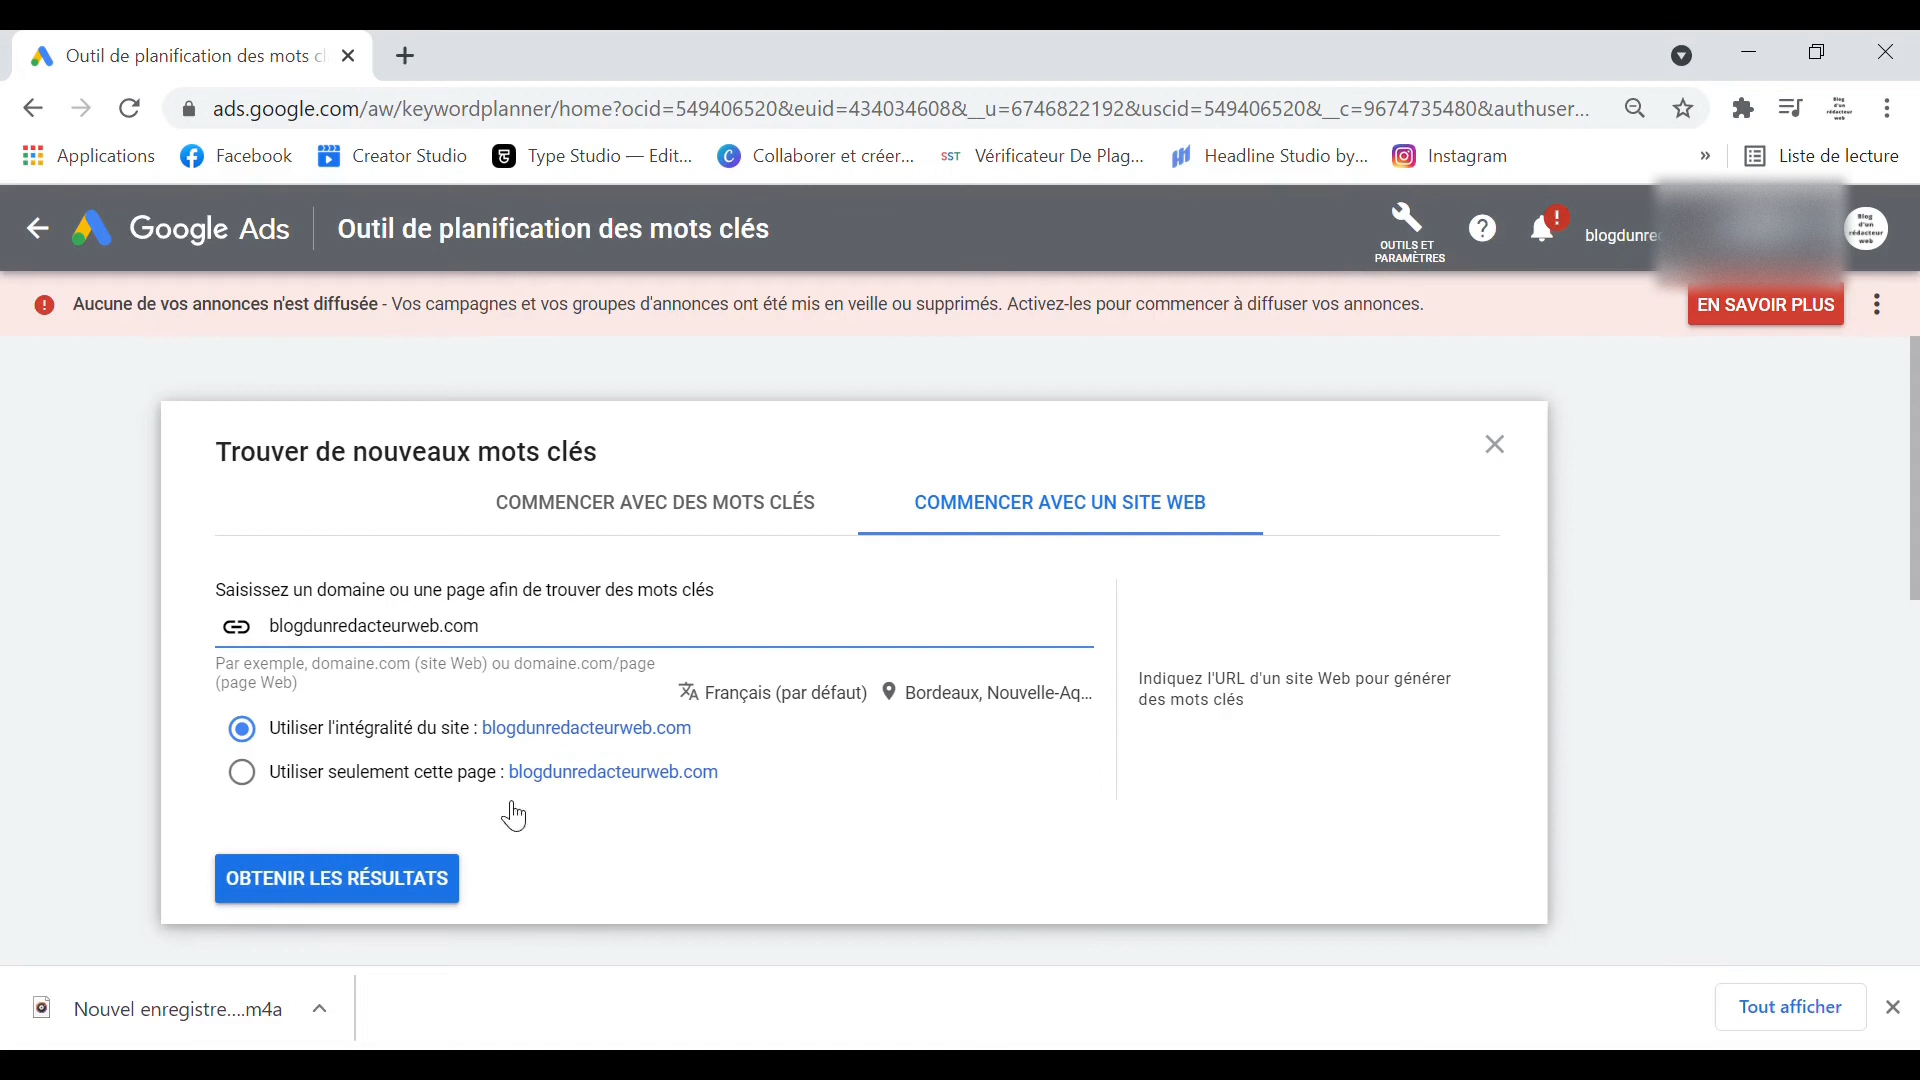 Outil de planification des mots cl
ads.google.com/aw/keywordplanner/home?ocid=549406520&euid=434034608&__u=6746822192&uscid=549406520&__c=9674735480&authuser...
Applications Facebook Creator Studio Type Studio — Edit... Collaborer et créer... SST Vérificateur De Plag... Headline Studio by... Instagram » Liste de lecture
Google Ads Outil de planification des mots clés
OUTILS ET
PARAMÈTRES
blogdunred
Blog
d'un
rédacteur
web
Aucune de vos annonces n'est diffusée - Vos campagnes et vos groupes d'annonces ont été mis en veille ou supprimés. Activez-les pour commencer à diffuser vos annonces.
EN SAVOIR PLUS
Trouver de nouveaux mots clés
COMMENCER AVEC DES MOTS CLÉS COMMENCER AVEC UN SITE WEB
Saisissez un domaine ou une page afin de trouver des mots clés
blogdunredacteurweb.com
Par exemple, domaine.com (site Web) ou domaine.com/page
(page Web)
Français (par défaut) Bordeaux, Nouvelle-Aq...
Indiquez l'URL d'un site Web pour générer
des mots clés
Utiliser l'intégralité du site : blogdunredacteurweb.com
Utiliser seulement cette page : blogdunredacteurweb.com
OBTENIR LES RÉSULTATS
Nouvel enregistre....m4a
Tout afficher